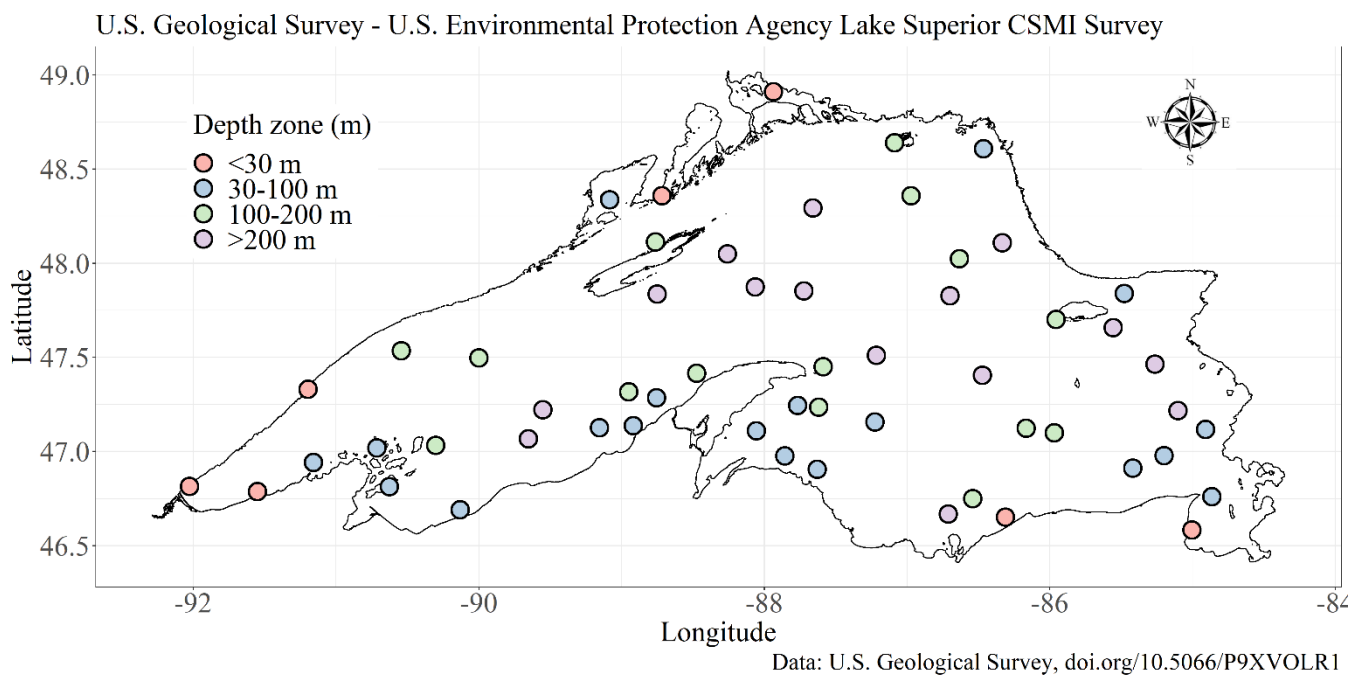 U.S. Geological Survey - U.S. Environmental Protection Agency Lake Superior CSMI Survey
49.0
48.5
48.0
47.5
47.0
46.5
Latitude
Depth zone (m)
<30 m
30-100 m
100-200 m
>200 m
N
W
E
S
-92
-90
-88
-86
-84
Longitude
Data: U.S. Geological Survey, doi.org/10.5066/P9XVOLR1